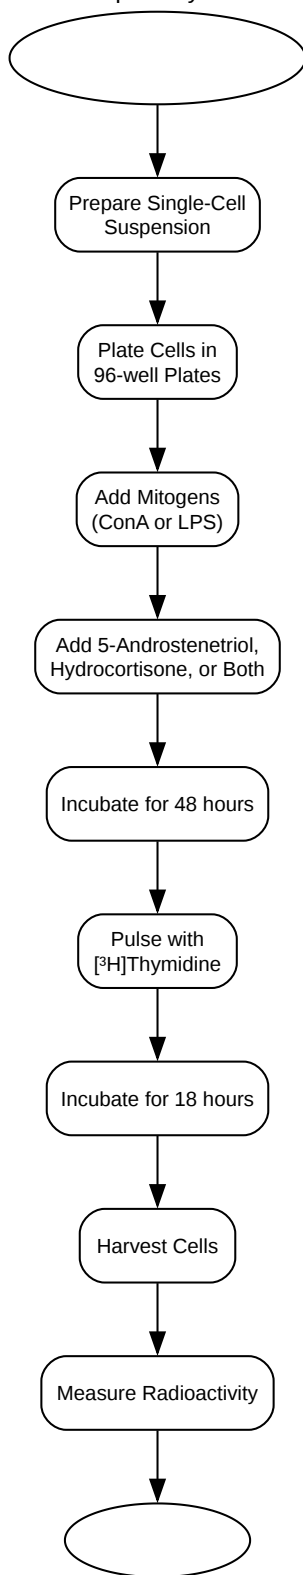 Prepare Single-Cell
Suspension
Plate Cells in
96-well Plates
Add Mitogens
(ConA or LPS)
Add 5-Androstenetriol,
Hydrocortisone, or Both
Incubate for 48 hours
Pulse with
[³H]Thymidine
Incubate for 18 hours
Harvest Cells
Measure Radioactivity